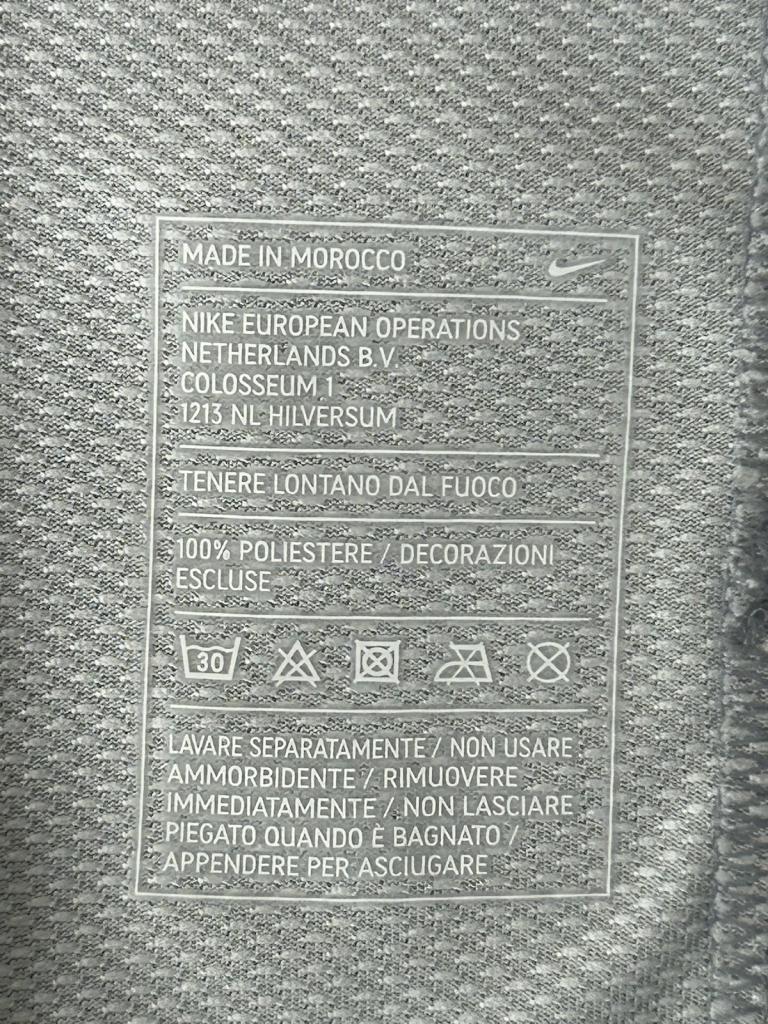 MADE IN MOROCCO
NIKE EUROPEAN OPERATIONS
NETHERLANDS B.V.
COLOSSEUM 1
1213 NL HILVERSUM
TENERE LONTANO DAL FUOCO
100% POLIESTERE / DECORAZIONI
ESCLUSE
30
LAVARE SEPARATAMENTE / NON USARE
AMMORBIDENTE / RIMUOVERE
IMMEDIATAMENTE / NON LASCIARE
PIEGATO QUANDO È BAGNATO /
APPENDERE PER ASCIUGARE